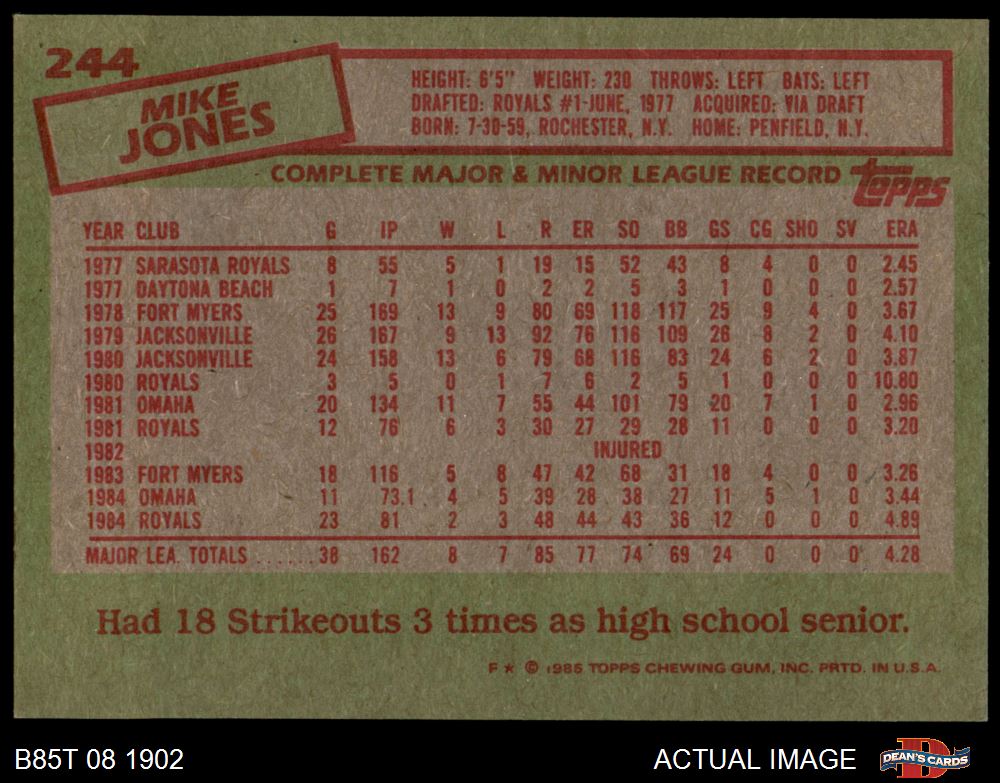 244
MIKE
JONES
HEIGHT: 6'5" WEIGHT: 230 THROWS: LEFT BATS: LEFT
DRAFTED: ROYALS #1-JUNE, 1977 ACQUIRED: VIA DRAFT
BORN: 7-30-59, ROCHESTER, N.Y. HOME: PENFIELD, N.Y.
COMPLETE MAJOR & MINOR LEAGUE RECORD topps
YEAR CLUB G IP W L R ER SO BB GS CG SHO SV ERA
1977 SARASOTA ROYALS 8 55 5 1 19 15 52 43 8 4 0 0 2.45
1977 DAYTONA BEACH 1 7 1 0 2 2 5 3 1 0 0 0 2.57
1978 FORT MYERS 25 169 13 9 80 69 118 117 25 9 4 0 3.67
1979 JACKSONVILLE 26 167 9 13 92 76 116 109 26 8 2 0 4.10
1980 JACKSONVILLE 24 158 13 6 79 68 116 83 24 6 2 0 3.87
1980 ROYALS 3 5 0 1 7 6 2 5 1 0 0 0 10.80
1981 OMAHA 20 134 11 7 55 44 101 79 20 7 1 0 2.96
1981 ROYALS 12 76 6 3 30 27 29 28 11 0 0 0 3.20
1982 INJURED
1983 FORT MYERS 18 116 5 8 47 42 68 31 18 4 0 0 3.26
1984 OMAHA 11 73.1 4 5 39 28 38 27 11 5 1 0 3.44
1984 ROYALS 23 81 2 3 48 44 43 36 12 0 0 0 4.89
MAJOR LEA. TOTALS ...... 38 162 8 7 85 77 74 69 24 0 0 0 4.28
Had 18 Strikeouts 3 times as high school senior.
F ★ © 1985 TOPPS CHEWING GUM, INC. PRTD. IN U.S.A.
B85T 08 1902 ACTUAL IMAGE DEAN'S CARDS